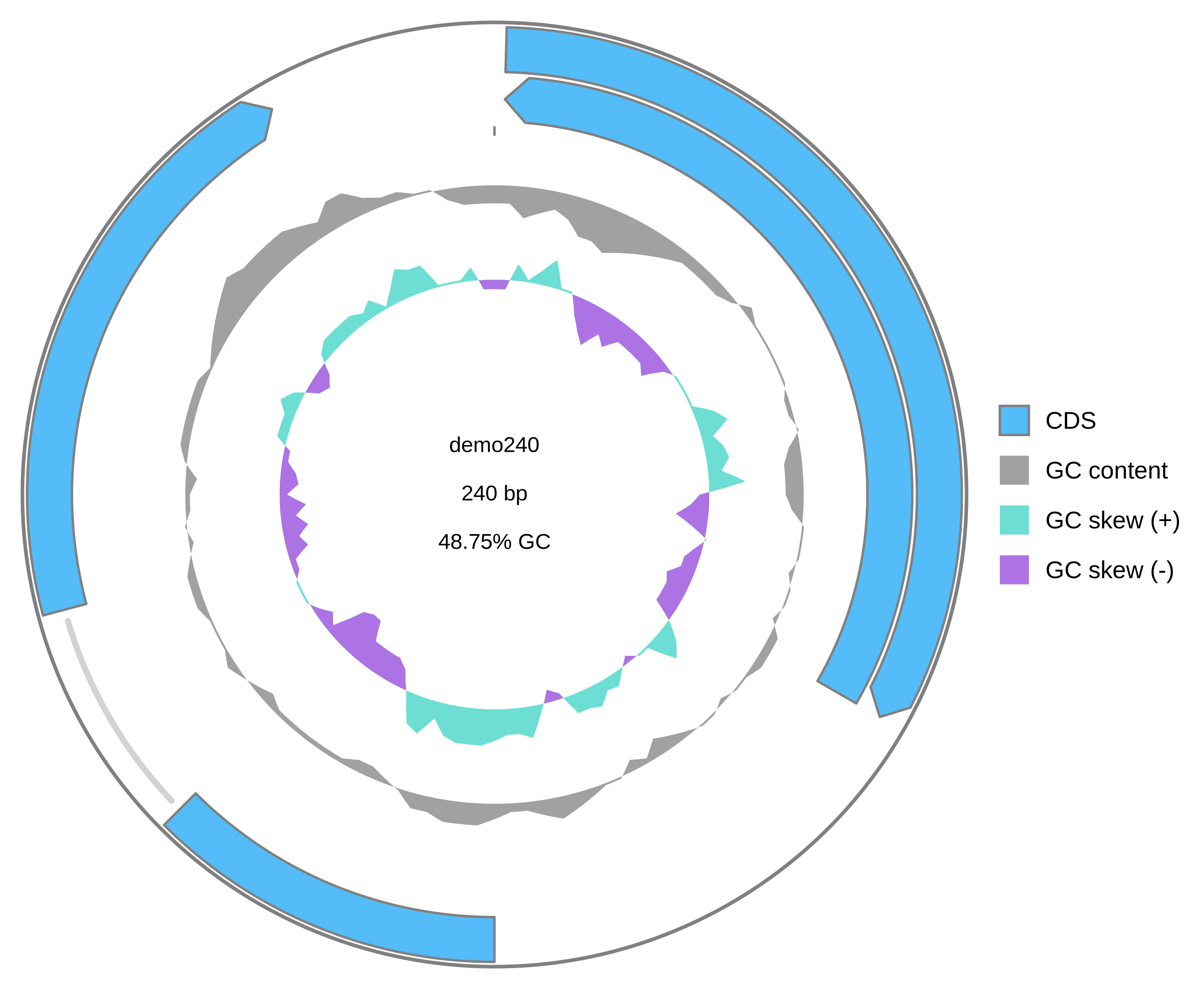 demo240
240 bp
48.75% GC
CDS
GC content
GC skew (+)
GC skew (-)